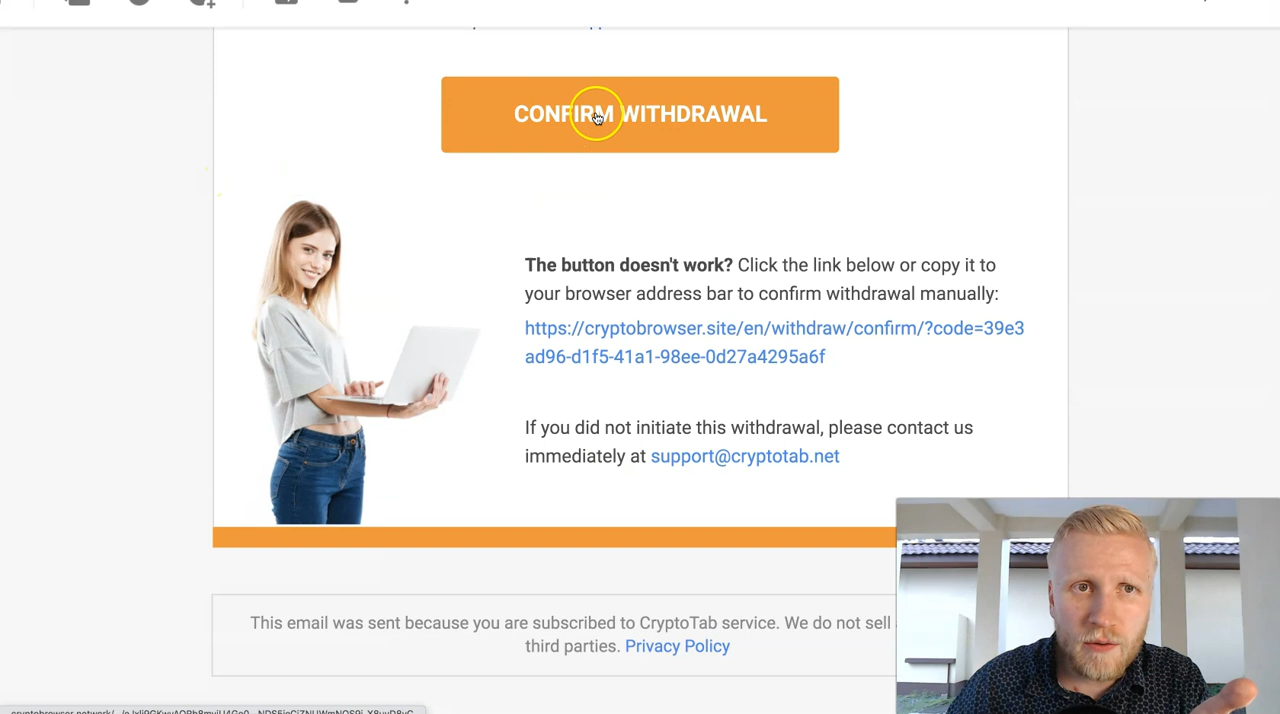 CONFIRM WITHDRAWAL
The button doesn't work? Click the link below or copy it to
your browser address bar to confirm withdrawal manually:
https://cryptobrowser.site/en/withdraw/confirm/?code=39e3
ad96-d1f5-41a1-98ee-0d27a4295a6f
If you did not initiate this withdrawal, please contact us
immediately at support@cryptotab.net
This email was sent because you are subscribed to CryptoTab service. We do not sell
third parties. Privacy Policy